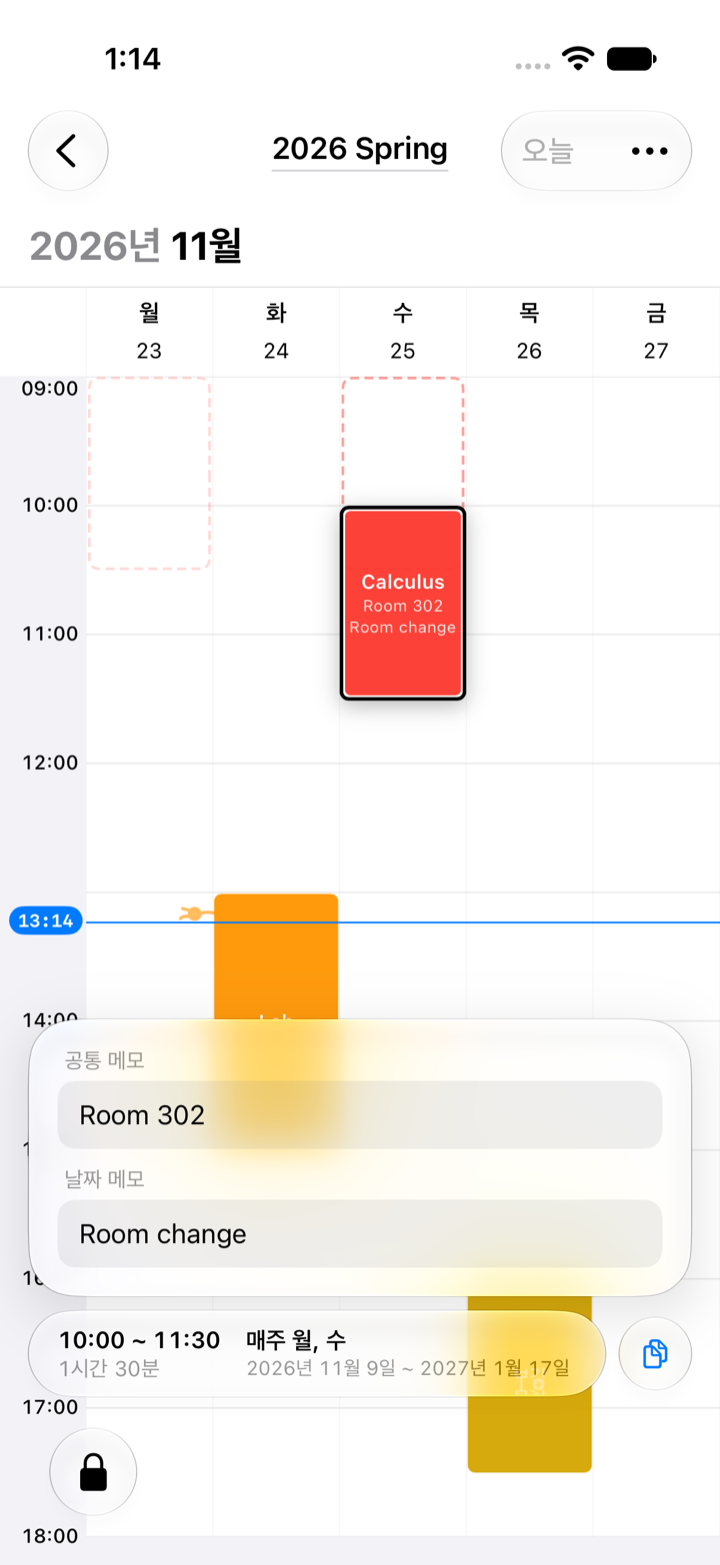 1:14
2026 Spring
오늘
2026년 11월
월 화 수 목 금
23 24 25 26 27
09:00
10:00
Calculus
Room 302
Room change
11:00
12:00
13:14
14:00
공통 메모
Room 302
날짜 메모
Room change
10:00 ~ 11:30 매주 월, 수
1시간 30분 2026년 11월 9일 ~ 2027년 1월 17일
17:00
18:00